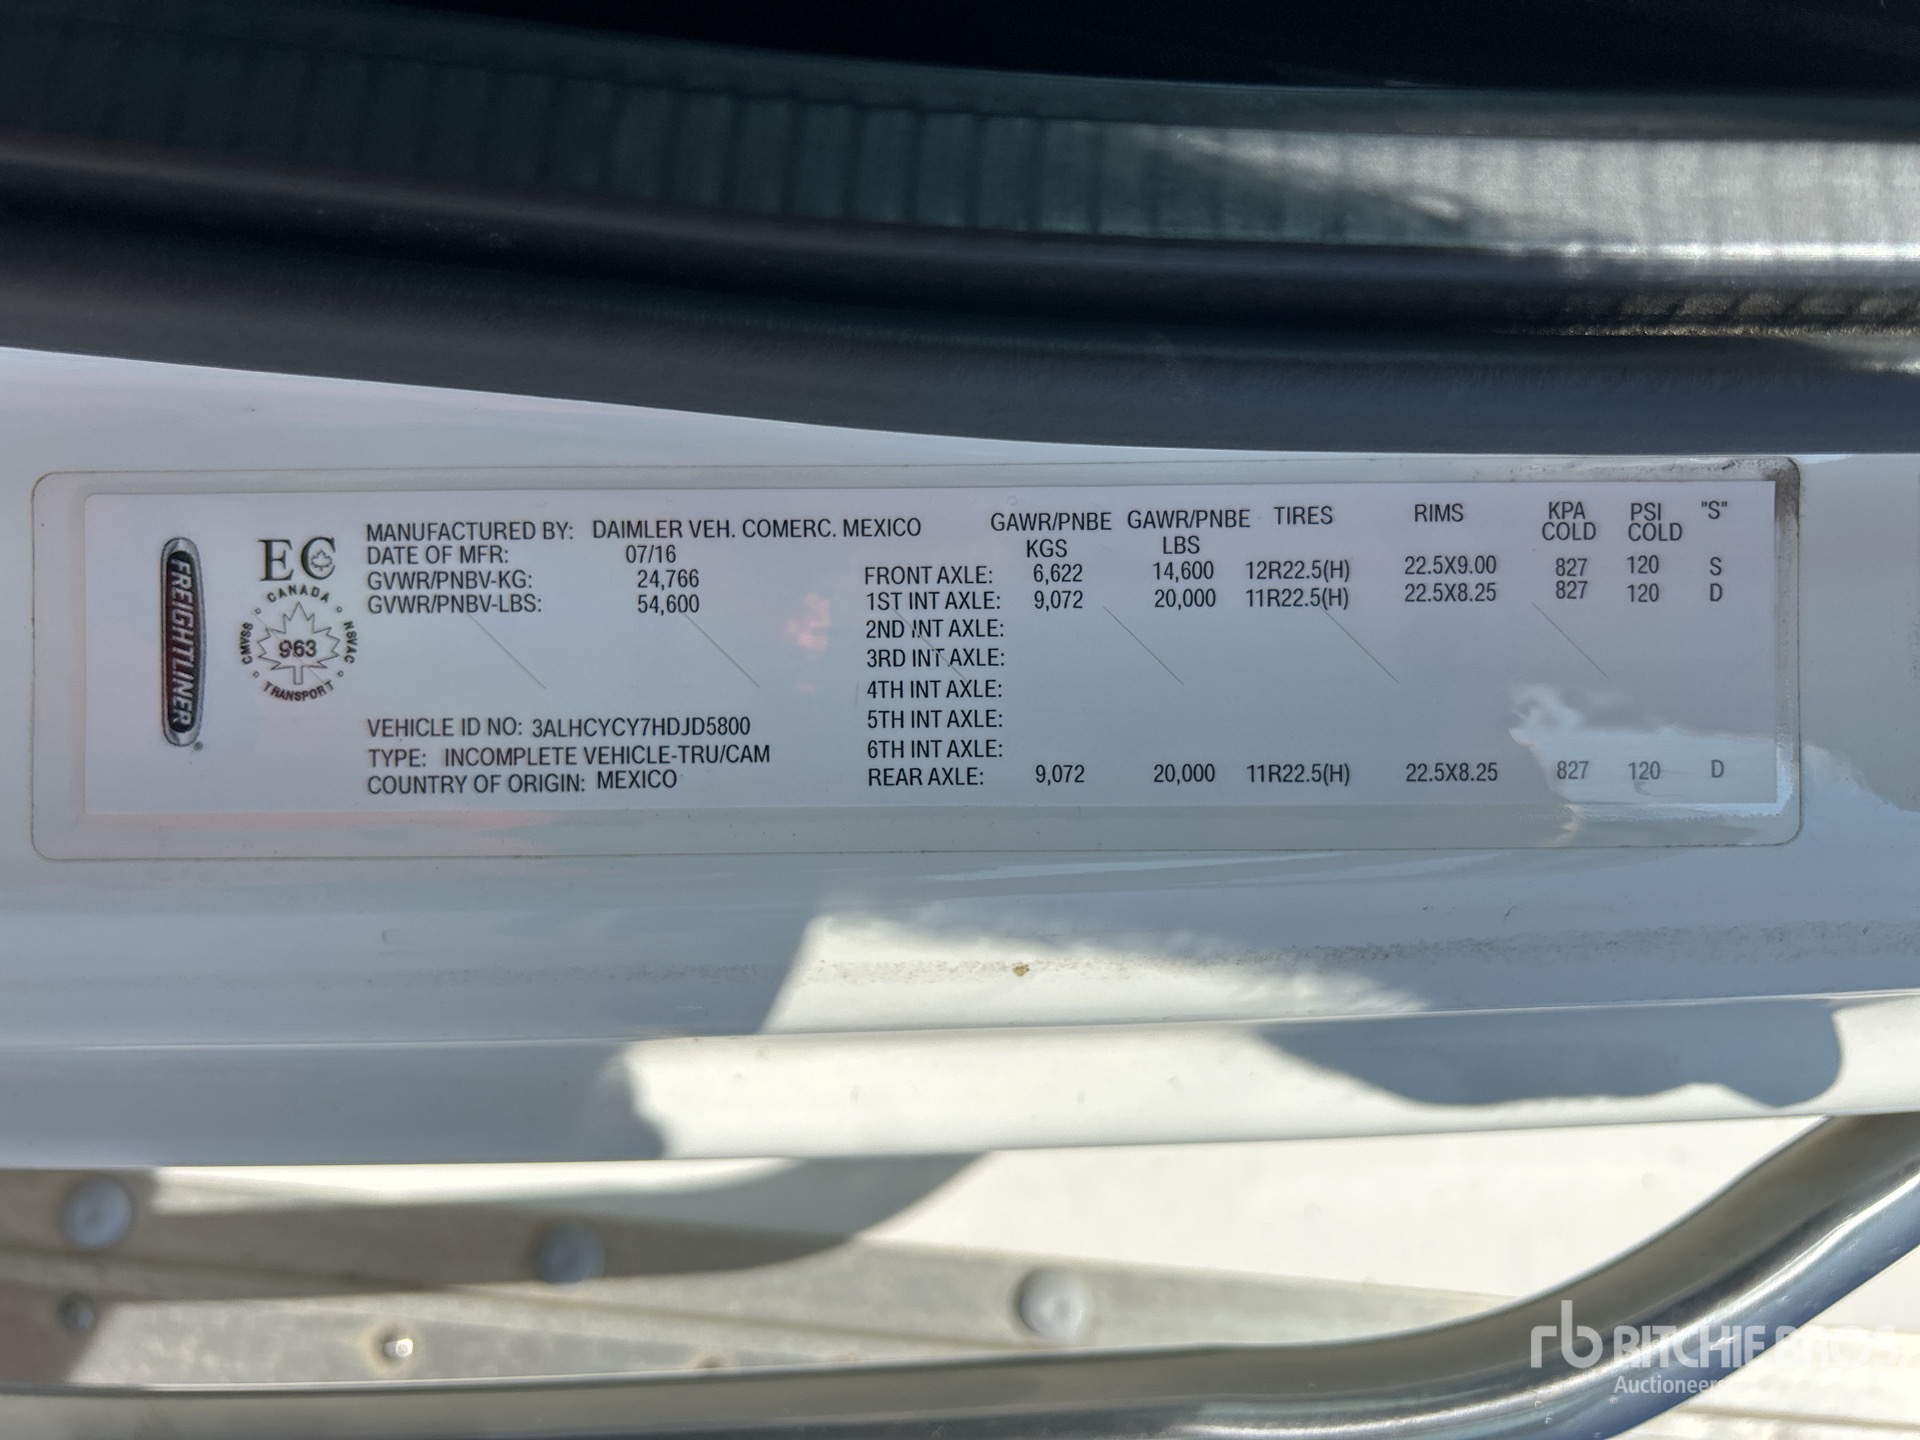 FREIGHTLINER
®
EC
CANADA
CMVSS
963
NSVAC
TRANSPORT
MANUFACTURED BY: DAIMLER VEH. COMERC. MEXICO
DATE OF MFR: 07/16
GVWR/PNBV-KG: 24,766
GVWR/PNBV-LBS: 54,600
VEHICLE ID NO: 3ALHCYCY7HDJD5800
TYPE: INCOMPLETE VEHICLE-TRU/CAM
COUNTRY OF ORIGIN: MEXICO
GAWR/PNBE KGS GAWR/PNBE LBS TIRES RIMS KPA COLD PSI COLD "S"
FRONT AXLE: 6,622 14,600 12R22.5(H) 22.5X9.00 827 120 S
1ST INT AXLE: 9,072 20,000 11R22.5(H) 22.5X8.25 827 120 D
2ND INT AXLE:
3RD INT AXLE:
4TH INT AXLE:
5TH INT AXLE:
6TH INT AXLE:
REAR AXLE: 9,072 20,000 11R22.5(H) 22.5X8.25 827 120 D
rb RITCHIE BROS
Auctioneers